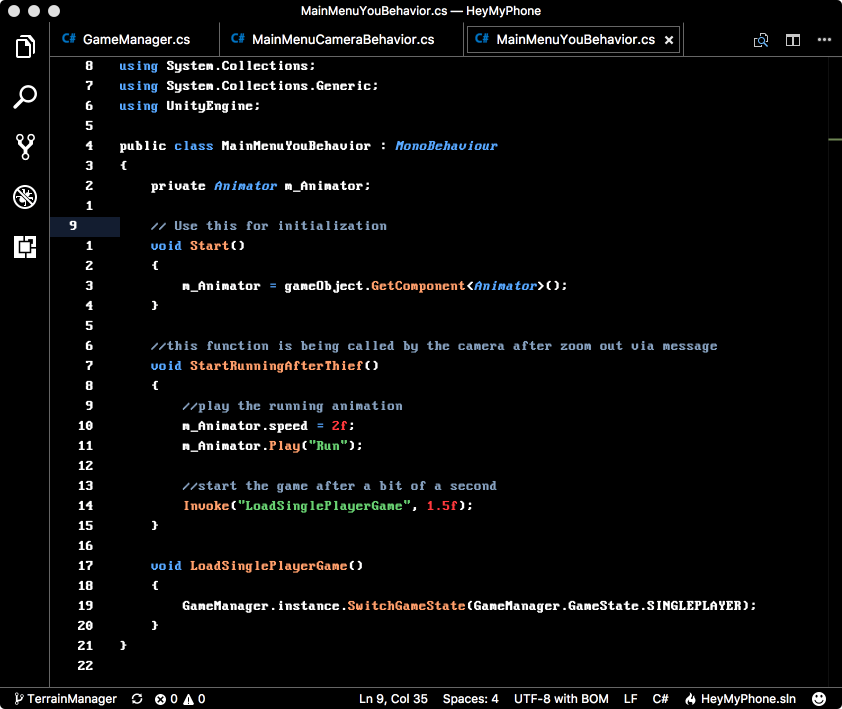 MainMenuYouBehavior.cs — HeyMyPhone
C# GameManager.cs C# MainMenuCameraBehavior.cs C# MainMenuYouBehavior.cs ×
8 using System.Collections;
7 using System.Collections.Generic;
6 using UnityEngine;
5
4 public class MainMenuYouBehavior : MonoBehaviour
3 {
2 private Animator m_Animator;
1
9 // Use this for initialization
1 void Start()
2 {
3 m_Animator = gameObject.GetComponent<Animator>();
4 }
5
6 //this function is being called by the camera after zoom out via message
7 void StartRunningAfterThief()
8 {
9 //play the running animation
10 m_Animator.speed = 2f;
11 m_Animator.Play("Run");
12
13 //start the game after a bit of a second
14 Invoke("LoadSinglePlayerGame", 1.5f);
15 }
16
17 void LoadSinglePlayerGame()
18 {
19 GameManager.instance.SwitchGameState(GameManager.GameState.SINGLEPLAYER);
20 }
21 }
22
TerrainManager 0 0 Ln 9, Col 35 Spaces: 4 UTF-8 with BOM LF C# HeyMyPhone.sln